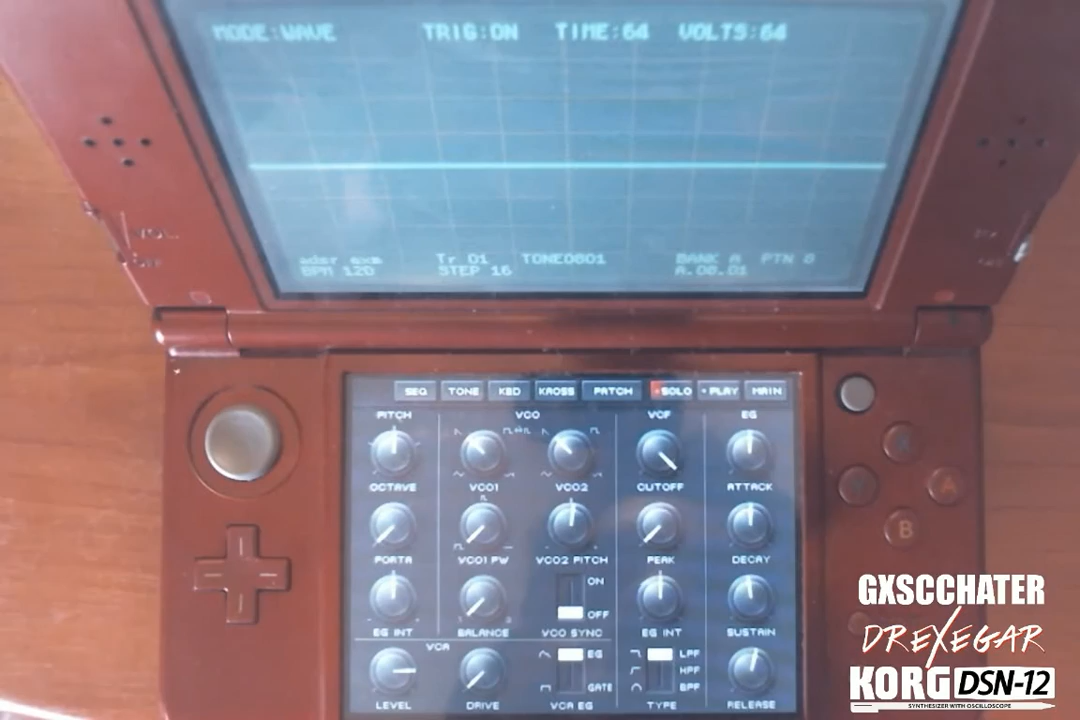 MODE:WAVE TRIG:ON TIME:64 VOLTS:64
adsr exm Tr 01 TONE0801 BANK A PTN 8
BPM 120 STEP 16 A.00.01
VOL
SEQ TONE KBD KROSS PATCH SOLO PLAY MAIN
PITCH VCO VCF EG
OCTAVE VCO1 VCO2 CUTOFF ATTACK
PORTA VCO1 PW VCO2 PITCH PEAK DECAY
ON
OFF
EG INT BALANCE VCO SYNC EG INT SUSTAIN
VCA
EG LPF
HPF
GATE BPF
LEVEL DRIVE VCA EG TYPE RELEASE
A
B
GXSCCHATER
DREXEGAR
KORG DSN-12
SYNTHESIZER WITH OSCILLOSCOPE